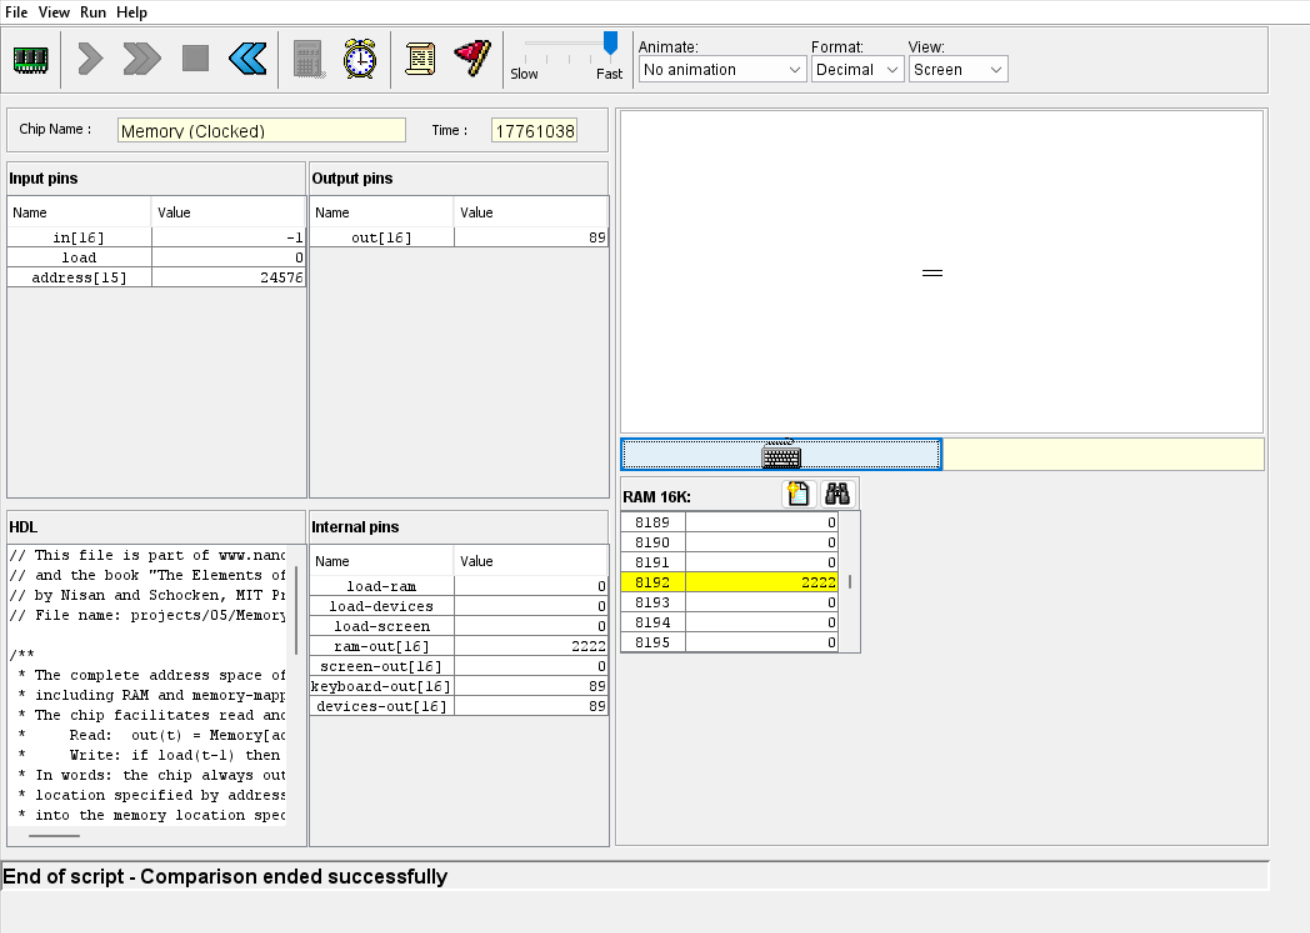 File View Run Help
Slow Fast
Animate: Format: View:
No animation Decimal Screen
Chip Name : Memory (Clocked) Time : 17761038
Input pins
Name Value
in[16] -1
load 0
address[15] 24576
Output pins
Name Value
out[16] 89
HDL
// This file is part of www.nanc
// and the book "The Elements of
// by Nisan and Schocken, MIT Pr
// File name: projects/05/Memory
/**
* The complete address space of
* including RAM and memory-mapp
* The chip facilitates read and
* Read: out(t) = Memory[ad
* Write: if load(t-1) then
* In words: the chip always out
* location specified by address
* into the memory location spec
Internal pins
Name Value
load-ram 0
load-devices 0
load-screen 0
ram-out[16] 2222
screen-out[16] 0
keyboard-out[16] 89
devices-out[16] 89
RAM 16K:
8189 0
8190 0
8191 0
8192 2222
8193 0
8194 0
8195 0
End of script - Comparison ended successfully